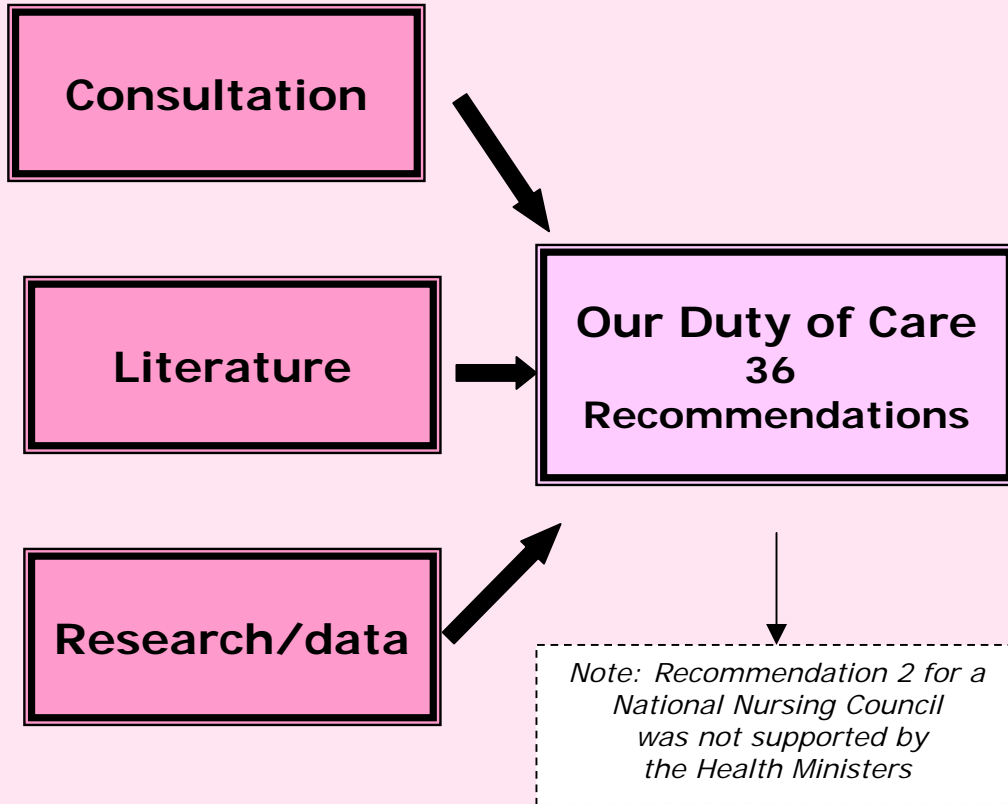 Consultation
Literature
Research/data
Our Duty of Care
36
Recommendations
Note: Recommendation 2 for a
National Nursing Council
was not supported by
the Health Ministers